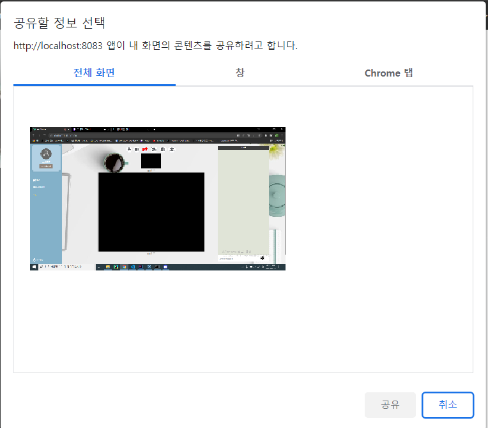 공유할 정보 선택
http://localhost:8083 앱이 내 화면의 콘텐츠를 공유하려고 합니다.
전체 화면 창 Chrome 탭
공유 취소